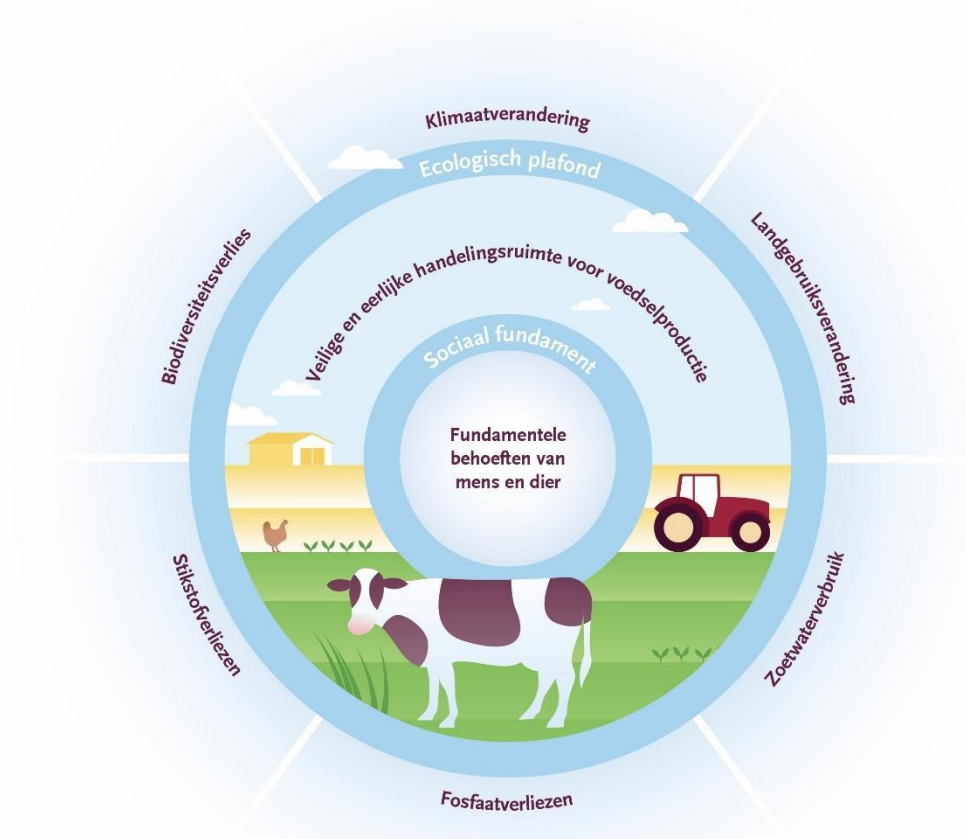 Klimaatverandering
Ecologisch plafond
Biodiversiteitsverlies
Landgebruiksverandering
Veilige en eerlijke handelingsruimte voor voedselproductie
Sociaal fundament
Fundamentele
behoeften van
mens en dier
Stikstofverliezen
Zoetwaterverbruik
Fosfaatverliezen